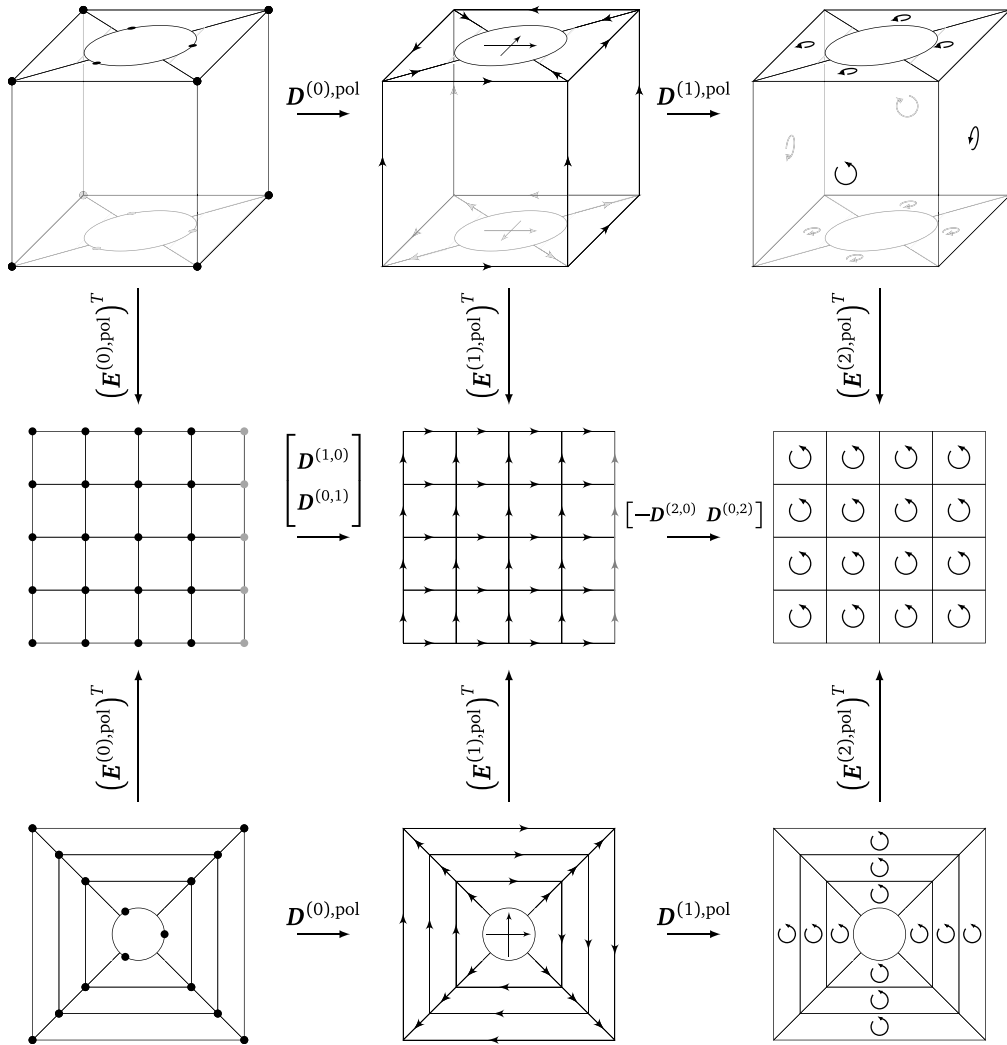 D^(0),pol
D^(1),pol
(E^(0),pol)^T
(E^(1),pol)^T
(E^(2),pol)^T
[D^(1,0)
D^(0,1)]
[−D^(2,0) D^(0,2)]
(E^(0),pol)^T
(E^(1),pol)^T
(E^(2),pol)^T
D^(0),pol
D^(1),pol